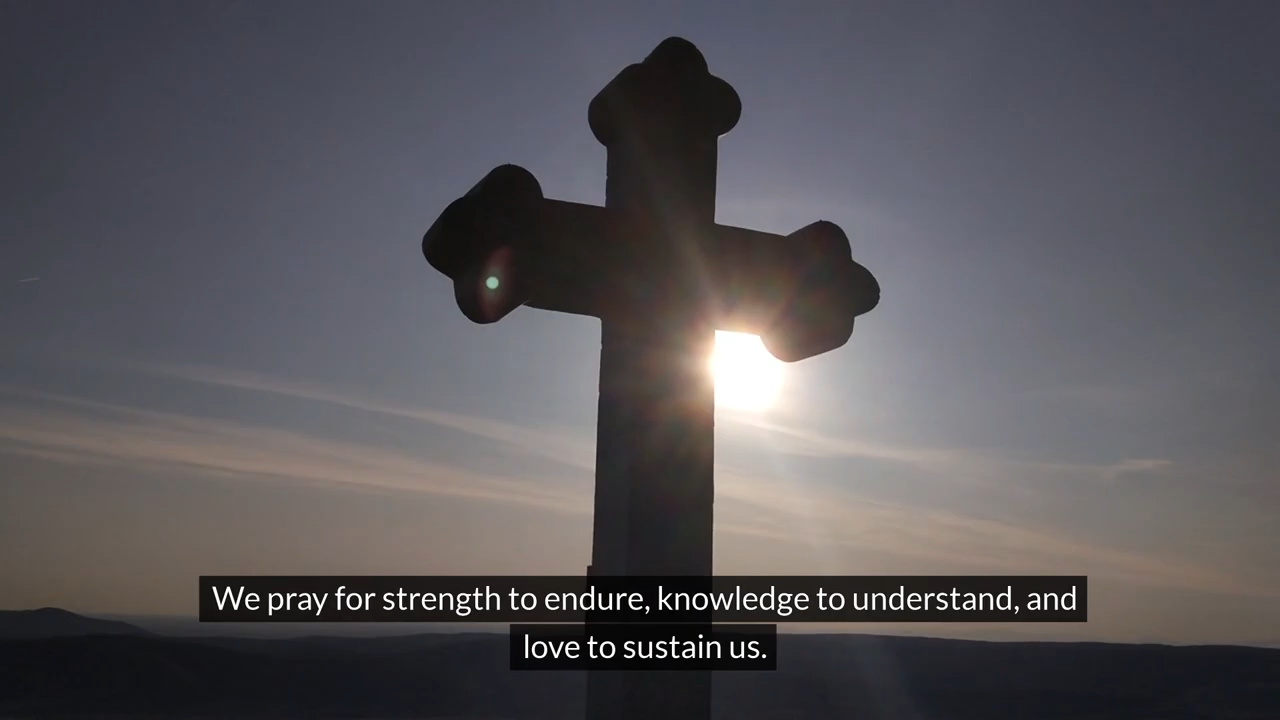 We pray for strength to endure, knowledge to understand, and
love to sustain us.